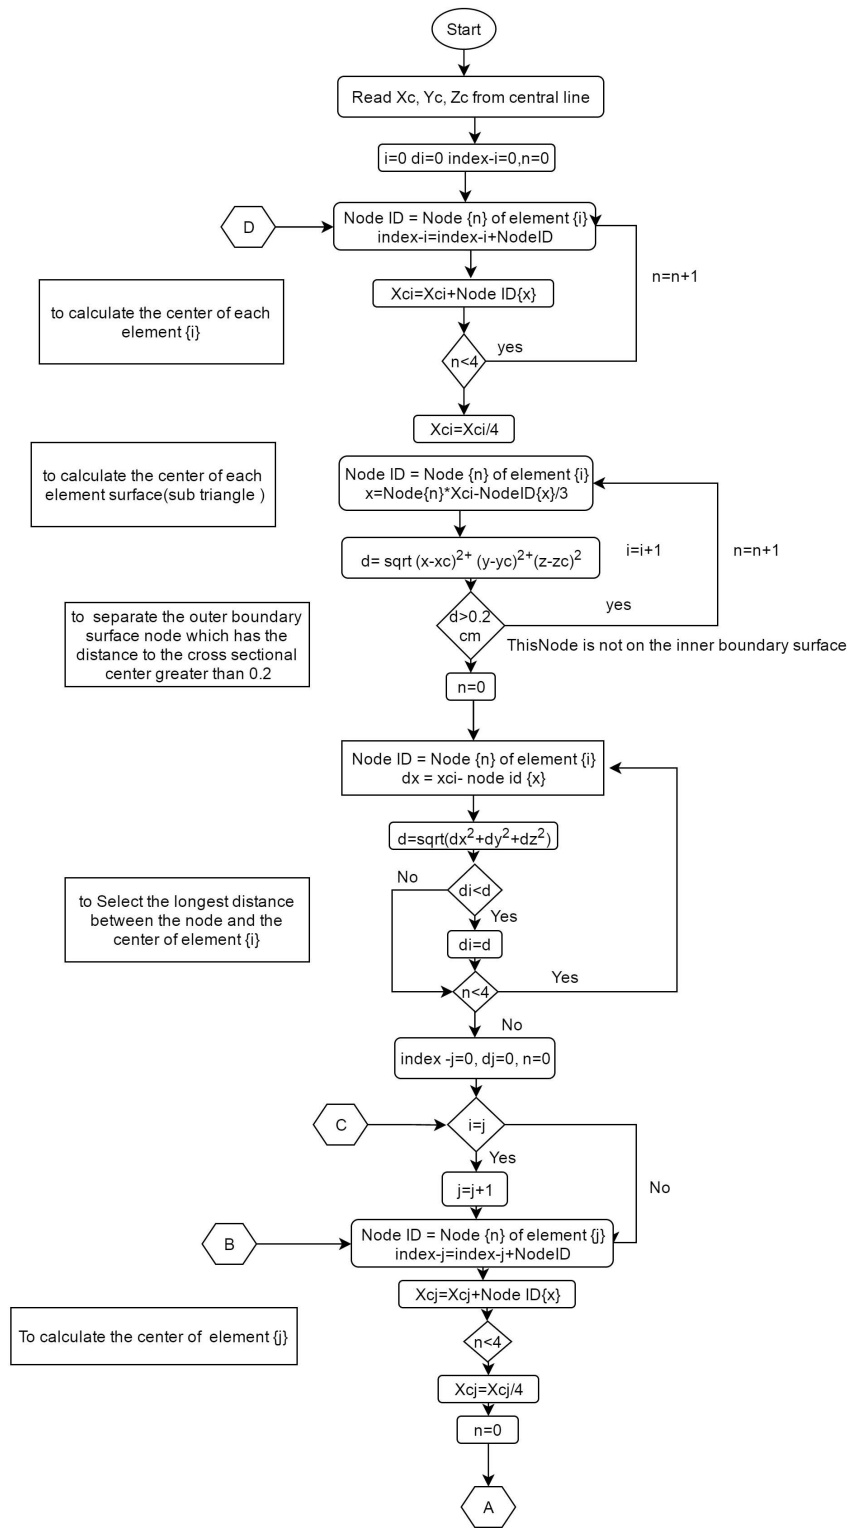 Start
Read Xc, Yc, Zc from central line
i=0 di=0 index-i=0,n=0
D
Node ID = Node {n} of element {i}
index-i=index-i+NodeID
n=n+1
to calculate the center of each
element {i}
Xci=Xci+Node ID{x}
yes
n<4
Xci=Xci/4
to calculate the center of each
element surface(sub triangle )
Node ID = Node {n} of element {i}
x=Node{n}*Xci-NodeID{x}/3
d= sqrt (x-xc)2+ (y-yc)2+(z-zc)2
i=i+1
n=n+1
yes
d>0.2
cm
to  separate the outer boundary
surface node which has the
distance to the cross sectional
center greater than 0.2
ThisNode is not on the inner boundary surface
n=0
Node ID = Node {n} of element {i}
dx = xci- node id {x}
d=sqrt(dx2+dy2+dz2)
No
di<d
Yes
to Select the longest distance
between the node and the
center of element {i}
di=d
Yes
n<4
No
index -j=0, dj=0, n=0
C
i=j
Yes
No
j=j+1
B
Node ID = Node {n} of element {j}
index-j=index-j+NodeID
Xcj=Xcj+Node ID{x}
To calculate the center of  element {j}
n<4
Xcj=Xcj/4
n=0
A